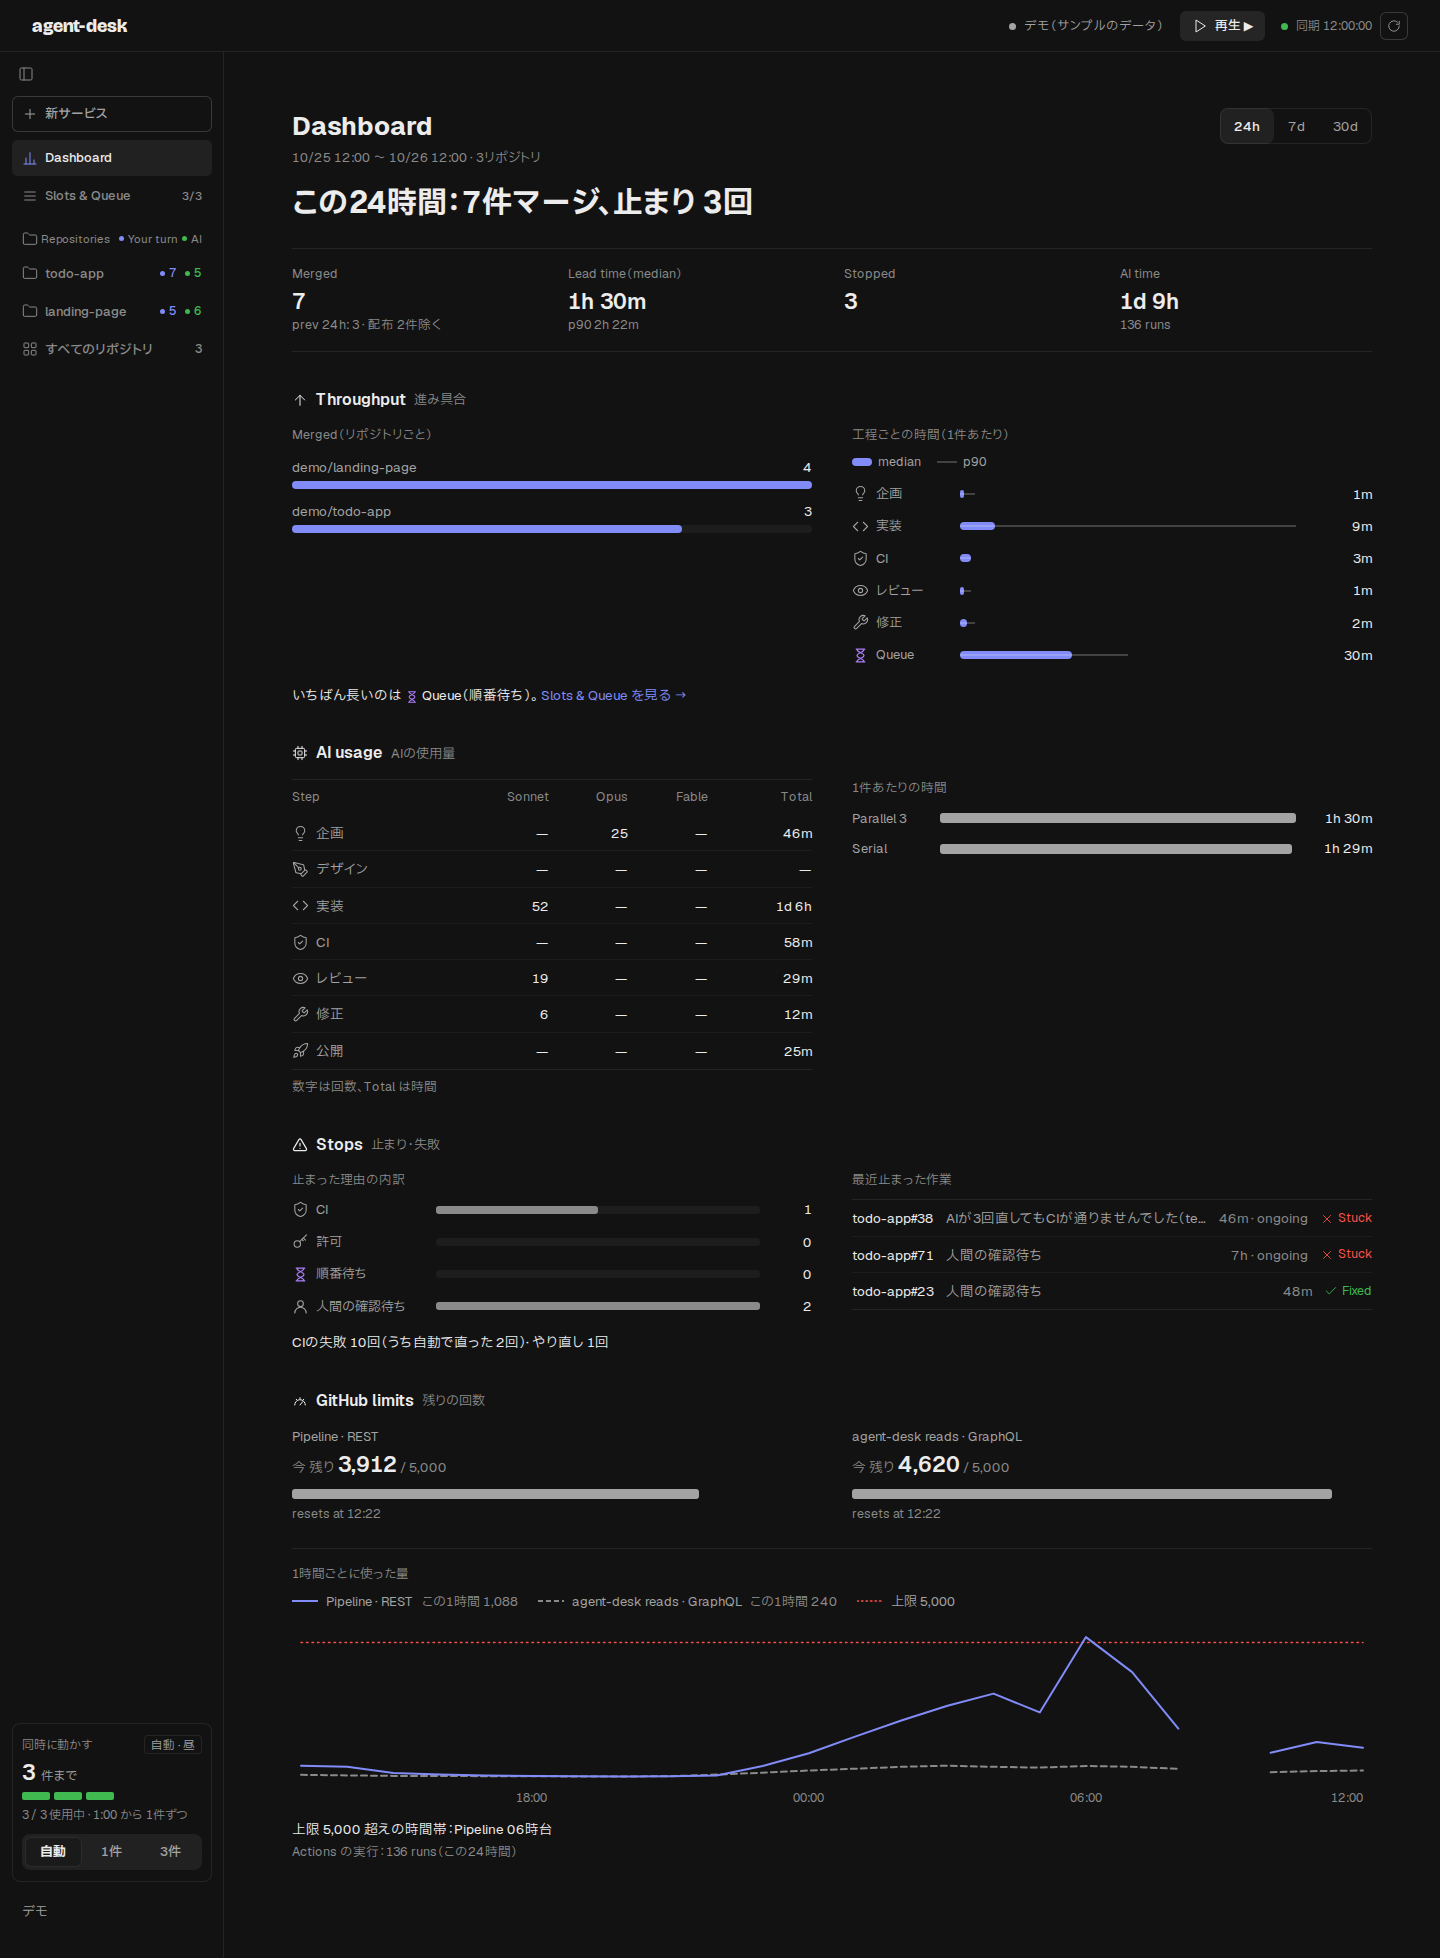 agent-desk
デモ（サンプルのデータ）
再生 ▶
同期 12:00:00
新サービス
Dashboard
Slots & Queue 3/3
Repositories Your turn AI
todo-app 7 5
landing-page 5 6
すべてのリポジトリ 3
同時に動かす 自動 · 昼
3 件まで
3 / 3 使用中 · 1:00 から 1件ずつ
自動 1件 3件
デモ
Dashboard
24h 7d 30d
10/25 12:00 〜 10/26 12:00 · 3リポジトリ
この24時間：7件マージ、止まり 3回
Merged
7
prev 24h: 3 · 配布 2件除く
Lead time（median）
1h 30m
p90 2h 22m
Stopped
3
AI time
1d 9h
136 runs
Throughput 進み具合
Merged（リポジトリごと）
demo/landing-page 4
demo/todo-app 3
工程ごとの時間（1件あたり）
median p90
企画 1m
実装 9m
CI 3m
レビュー 1m
修正 2m
Queue 30m
いちばん長いのは Queue（順番待ち）。Slots & Queue を見る →
AI usage AIの使用量
Step Sonnet Opus Fable Total
企画 — 25 — 46m
デザイン — — — —
実装 52 — — 1d 6h
CI — — — 58m
レビュー 19 — — 29m
修正 6 — — 12m
公開 — — — 25m
数字は回数、Total は時間
1件あたりの時間
Parallel 3 1h 30m
Serial 1h 29m
Stops 止まり・失敗
止まった理由の内訳
CI 1
許可 0
順番待ち 0
人間の確認待ち 2
CIの失敗 10回（うち自動で直った 2回）· やり直し 1回
最近止まった作業
todo-app#38 AIが3回直してもCIが通りませんでした（te… 46m · ongoing Stuck
todo-app#71 人間の確認待ち 7h · ongoing Stuck
todo-app#23 人間の確認待ち 48m Fixed
GitHub limits 残りの回数
Pipeline · REST
今 残り 3,912 / 5,000
resets at 12:22
agent-desk reads · GraphQL
今 残り 4,620 / 5,000
resets at 12:22
1時間ごとに使った量
Pipeline · REST この1時間 1,088 agent-desk reads · GraphQL この1時間 240 上限 5,000
18:00 00:00 06:00 12:00
上限 5,000 超えの時間帯：Pipeline 06時台
Actions の実行：136 runs（この24時間）